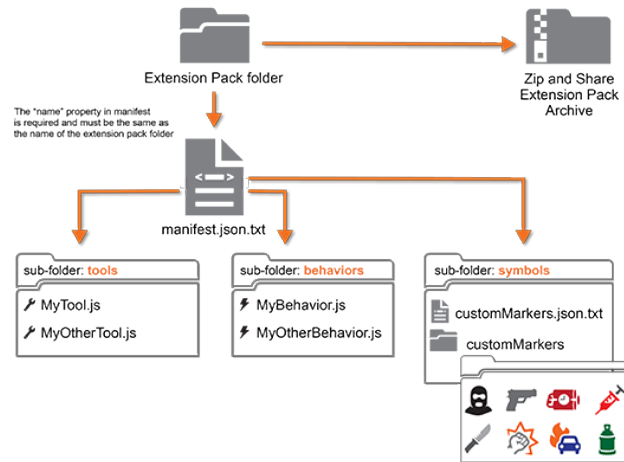 Extension Pack folder
Zip and Share
Extension Pack
Archive
The "name" property in manifest
is required and must be the same as
the name of the extension pack folder
manifest.json.txt
sub-folder: tools
MyTool.js
MyOtherTool.js
sub-folder: behaviors
MyBehavior.js
MyOtherBehavior.js
sub-folder: symbols
customMarkers.json.txt
customMarkers